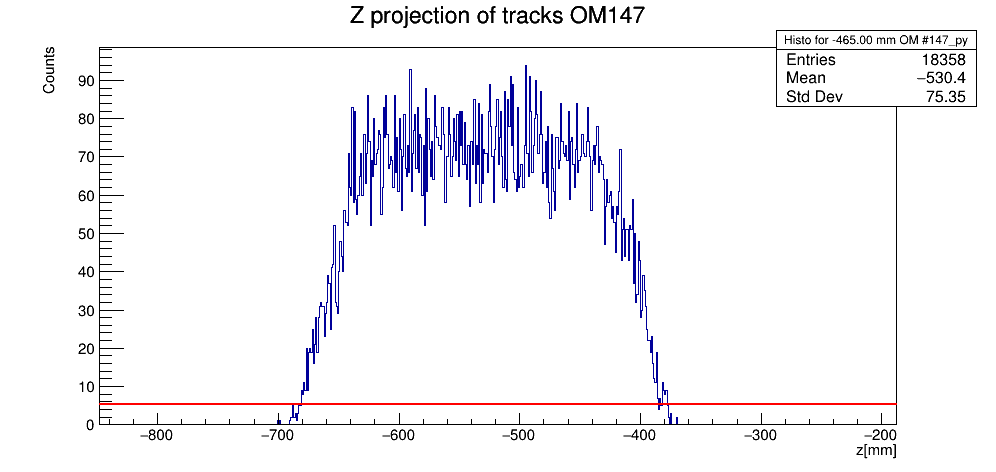 Z projection of tracks OM147
Histo for -465.00 mm OM #147_py
Entries 18358
Mean −530.4
Std Dev 75.35
Counts
90
80
70
60
50
40
30
20
10
0
−800 −700 −600 −500 −400 −300 −200
z[mm]